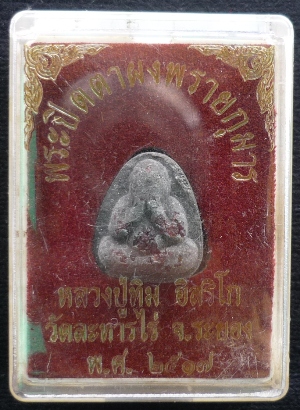 พระปิดตาผงพรายกุมาร
หลวงปู่ทิม อิสริโก
วัดละหารไร่ จ.ระยอง
พ.ศ. ๒๕๑๗